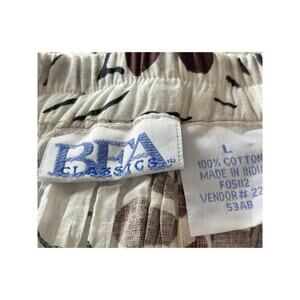 BFA
CLASSICS
L
100% COTTON
MADE IN INDIA
F05112
VENDOR# 22
53AB